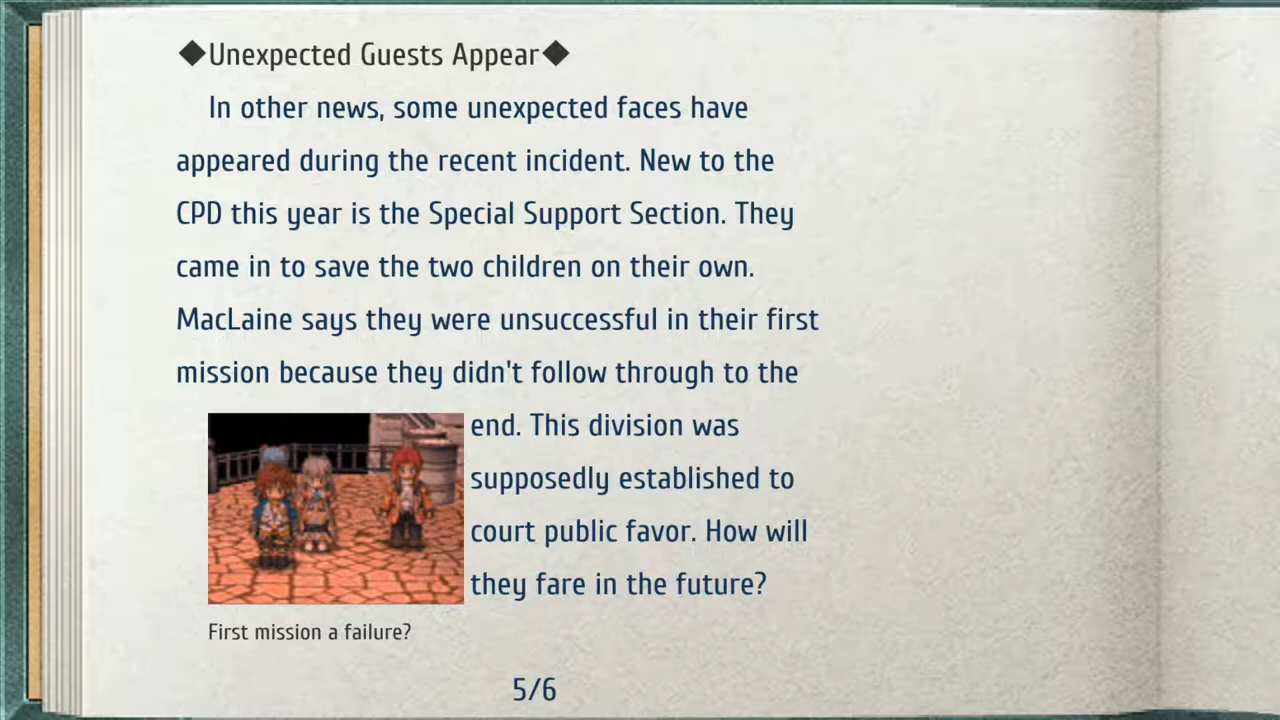 ◆Unexpected Guests Appear◆
In other news, some unexpected faces have
appeared during the recent incident. New to the
CPD this year is the Special Support Section. They
came in to save the two children on their own.
MacLaine says they were unsuccessful in their first
mission because they didn't follow through to the
end. This division was
supposedly established to
court public favor. How will
they fare in the future?
First mission a failure?
5/6